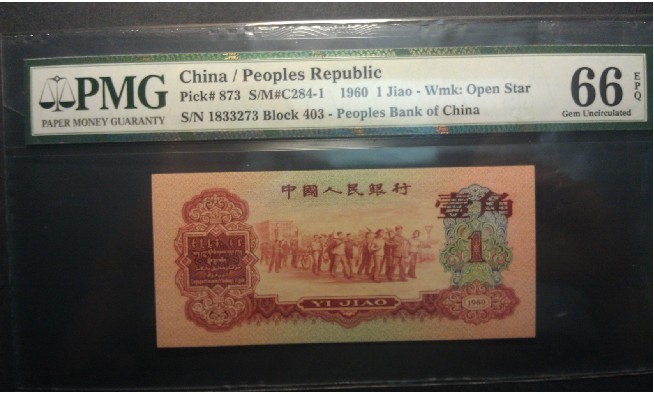 PMG
PAPER MONEY GUARANTY
China / Peoples Republic
Pick# 873 S/M#C284-1 1960 1 Jiao - Wmk: Open Star
S/N 1833273 Block 403 - Peoples Bank of China
66 EPQ
Gem Uncirculated
中國人民銀行
壹角
1
YI JIAO
1960